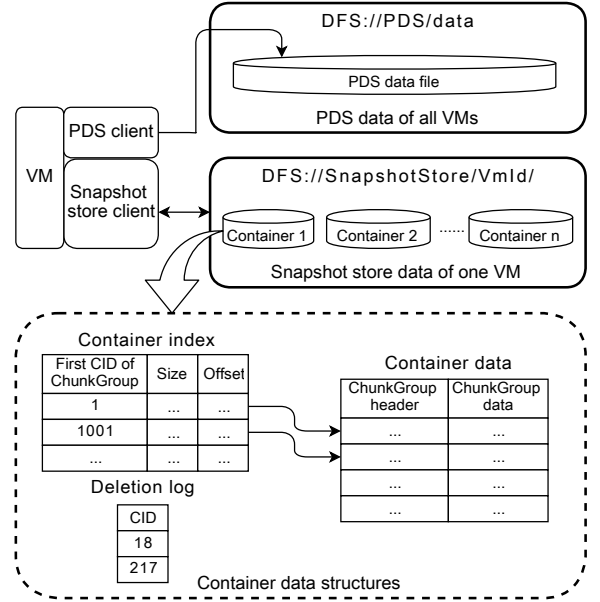 DFS://PDS/data
PDS data file
PDS data of all VMs
VM
PDS client
Snapshot
store client
DFS://SnapshotStore/VmId/
Container 1
Container 2
......
Container n
Snapshot store data of one VM
Container index
First CID of
ChunkGroup
Size
Offset
1
...
...
1001
...
...
...
...
...
Container data
ChunkGroup
header
ChunkGroup
data
...
...
...
...
...
...
...
...
Deletion log
CID
18
217
Container data structures